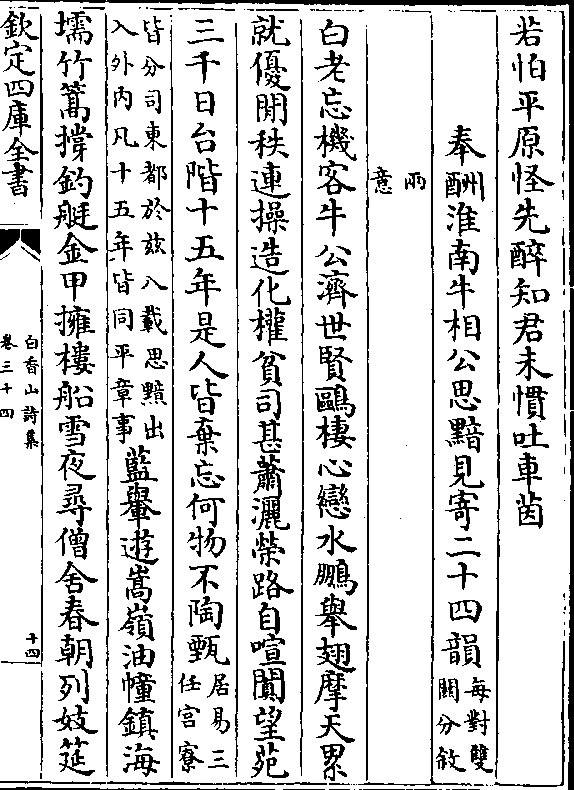 若怕平原怪先醉知君未慣吐車茵
奉酬淮南牛相公思黯見寄二十四韻每對雙關分敘
兩意
白老忘機客牛公濟世賢鷗棲心戀水鵬舉翅摩天累
就優閒秩連操造化權貧司甚蕭灑榮路自喧闐望苑
三千日台階十五年是人皆棄忘何物不陶甄居易三任宮寮
皆分司東都於兹八載思黯出入外内凡十五年皆同平章事藍轝遊嵩嶺油幢鎮海
壖竹篙撐釣艇金甲擁樓船雪夜尋僧舍春朝列妓筵
欽定四庫全書
白香山詩集
卷三十四
十四